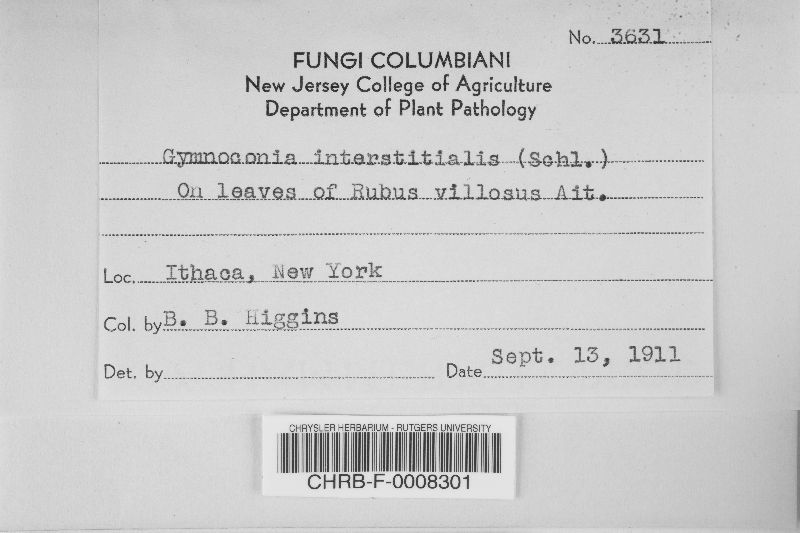 No. 3631
FUNGI COLUMBIANI
New Jersey College of Agriculture
Department of Plant Pathology
Gymnoconia interstitialis (Schl.)
On leaves of Rubus villosus Ait.
Loc. Ithaca, New York
Col. by B. B. Higgins
Sept. 13, 1911
Det. by Date
CHRYSLER HERBARIUM - RUTGERS UNIVERSITY
CHRB-F-0008301